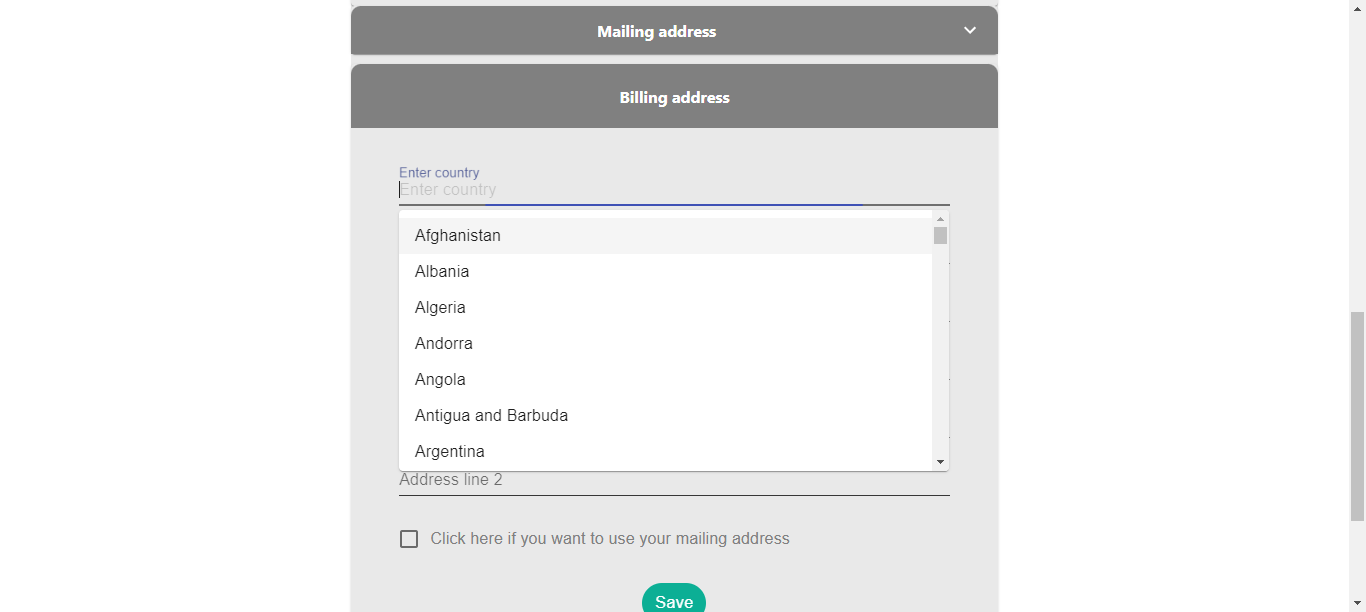 Mailing address
Billing address
Enter country
Enter country
Afghanistan
Albania
Algeria
Andorra
Angola
Antigua and Barbuda
Argentina
Address line 2
Click here if you want to use your mailing address
Save